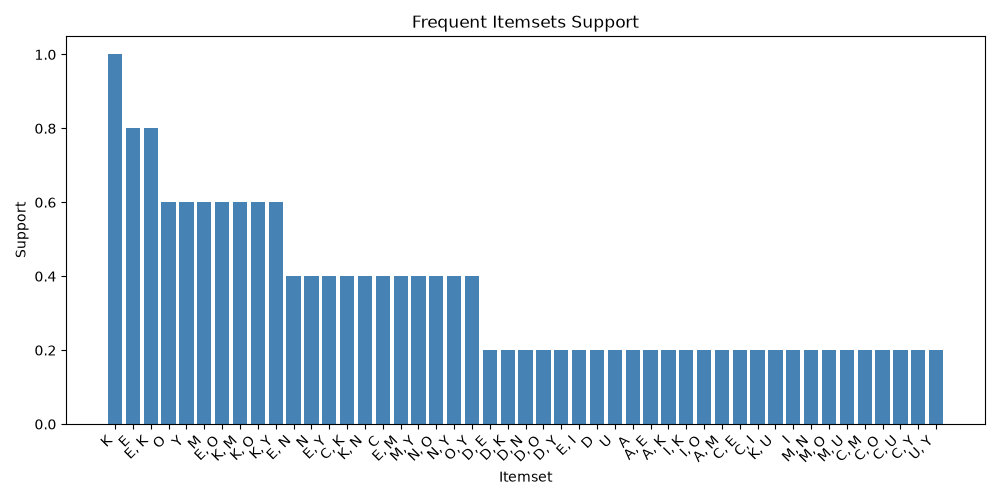 Frequent Itemsets Support
Support
1.0
0.8
0.6
0.4
0.2
0.0
K
E
E, K
O
Y
M
E, O
K, M
K, O
K, Y
E, N
N
E, Y
C, K
K, N
C
E, M
M, Y
N, O
N, Y
O, Y
D, E
D, K
D, N
D, O
D, Y
E, I
D
U
A
A, E
A, K
I, K
I, O
A, M
C, E
C, I
K, U
I
M, N
M, O
M, U
C, M
C, O
C, U
C, Y
U, Y
Itemset